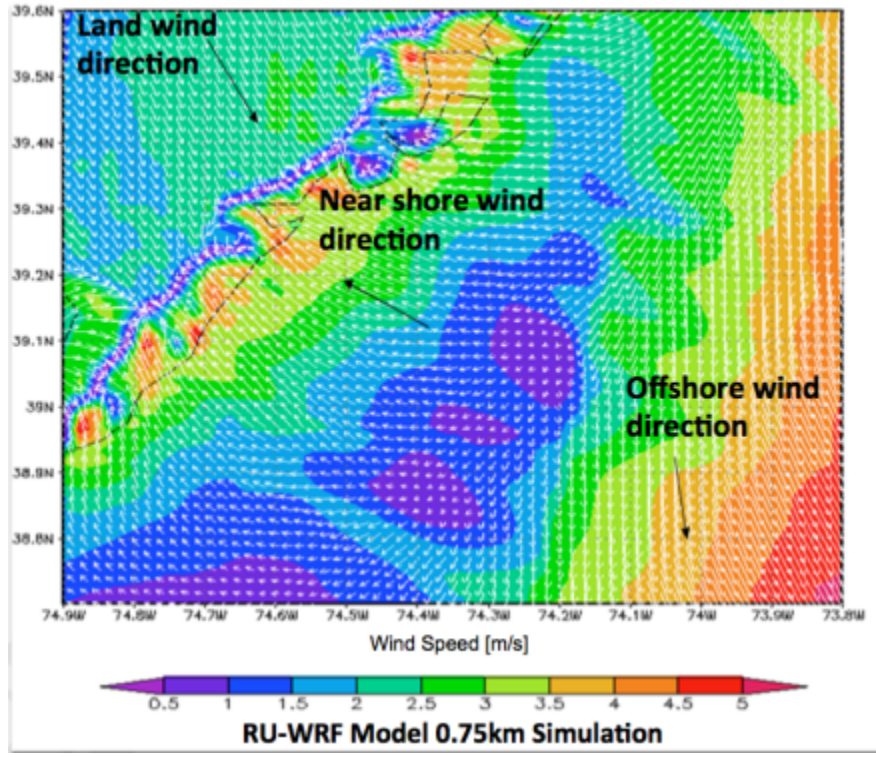 39.6N
Land wind
direction
39.5N
39.4N
39.3N
Near shore wind
direction
39.2N
39.1N
Offshore wind
direction
39N
38.9N
38.8N
74.9W 74.8W 74.7W 74.6W 74.5W 74.4W 74.3W 74.2W 74.1W 74W 73.9W 73.8W
Wind Speed [m/s]
0.5 1 1.5 2 2.5 3 3.5 4 4.5 5
RU-WRF Model 0.75km Simulation